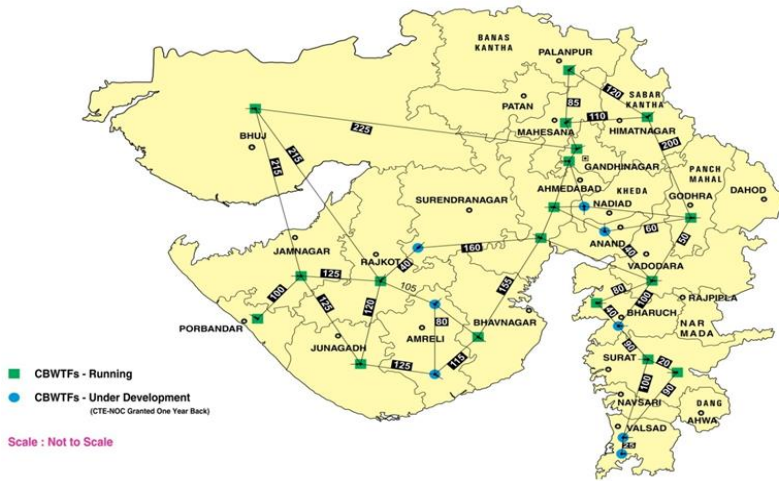 BANAS
KANTHA
PALANPUR
120
SABAR
KANTHA
PATAN
85
110
MAHESANA
HIMATNAGAR
225
200
BHUJ
215
215
GANDHINAGAR
PANCH
MAHAL
AHMEDABAD
KHEDA
DAHOD
SURENDRANAGAR
NADIAD
GODHRA
ANAND
60
JAMNAGAR
RAJKOT
40
160
40
50
VADODARA
125
105
155
80
100
RAJPIPLA
100
120
BHARUCH
PORBANDAR
125
80
BHAVNAGAR
NAR
MADA
JUNAGADH
AMRELI
90
SURAT
20
125
115
100
90
DANG
NAVSARI
AHWA
VALSAD
25
CBWTFs - Running
CBWTFs - Under Development
(CTE-NOC Granted One Year Back)
Scale : Not to Scale